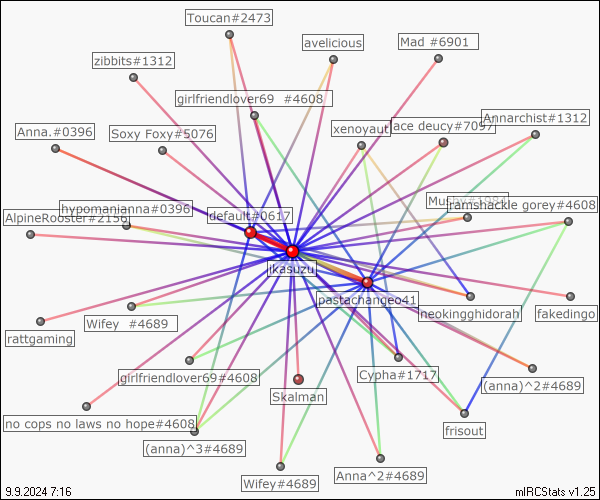 Toucan#2473
avelicious
Mad #6901
zibbits#1312
girlfriendlover69 #4608
Annarchist#1312
Anna.#0396
Soxy Foxy#5076
xenoyaut
ace deucy#7097
hypomanianna#0396
default#0617
ramshackle gorey#4608
AlpineRooster#2156
jkasuzu
pastachangeo41
neokingghidorah
fakedingo
rattgaming
Wifey #4689
girlfriendlover69#4608
Cypha#1717
(anna)^2#4689
Skalman
no cops no laws no hope#4608
frisout
(anna)^3#4689
Anna^2#4689
Wifey#4689
9.9.2024 7:16
mIRCStats v1.25